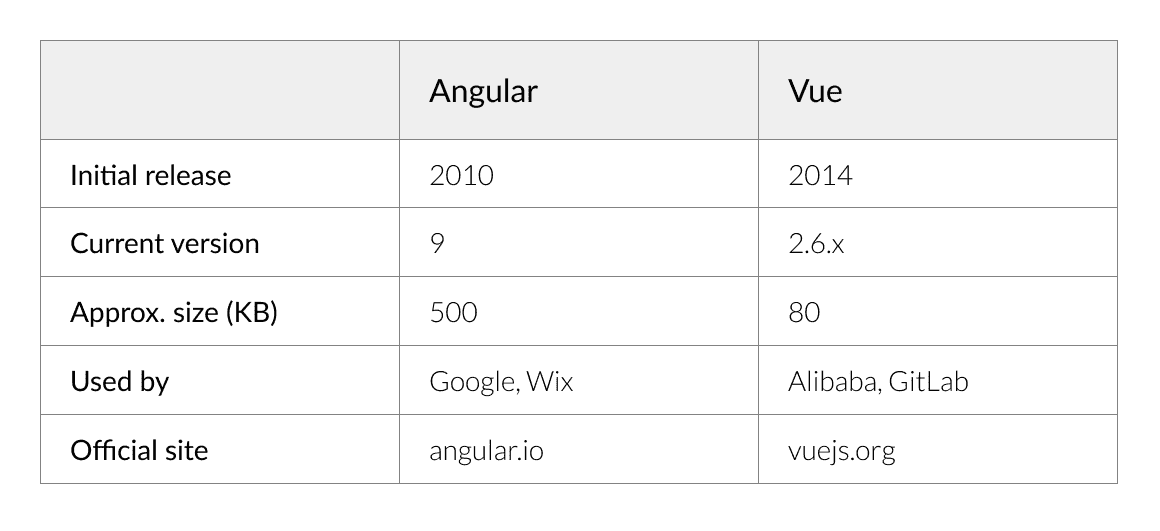 Angular Vue
Initial release 2010 2014
Current version 9 2.6.x
Approx. size (KB) 500 80
Used by Google, Wix Alibaba, GitLab
Official site angular.io vuejs.org